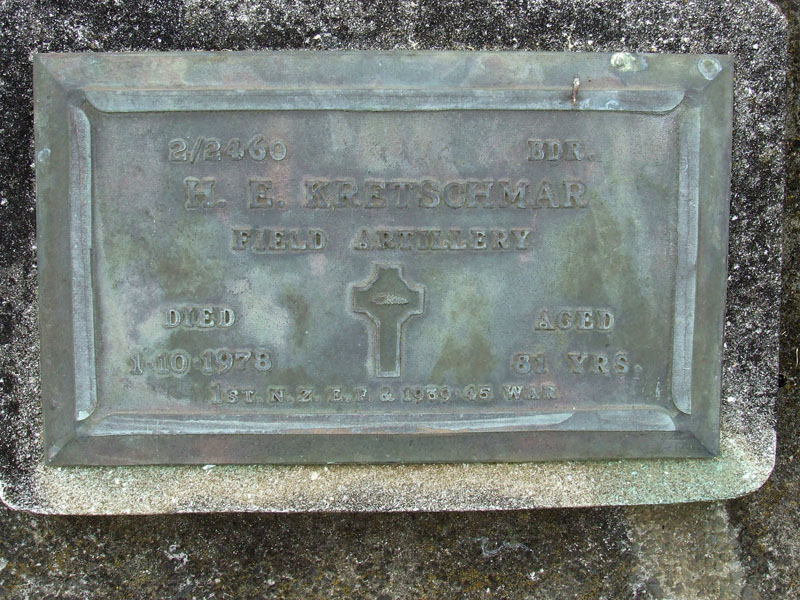 2/2460 BDR.
H. E. KRETSCHMAR
FIELD ARTILLERY
DIED AGED
1·10·1978 81 YRS.
1ST N.Z.E.F & 1939·45 WAR